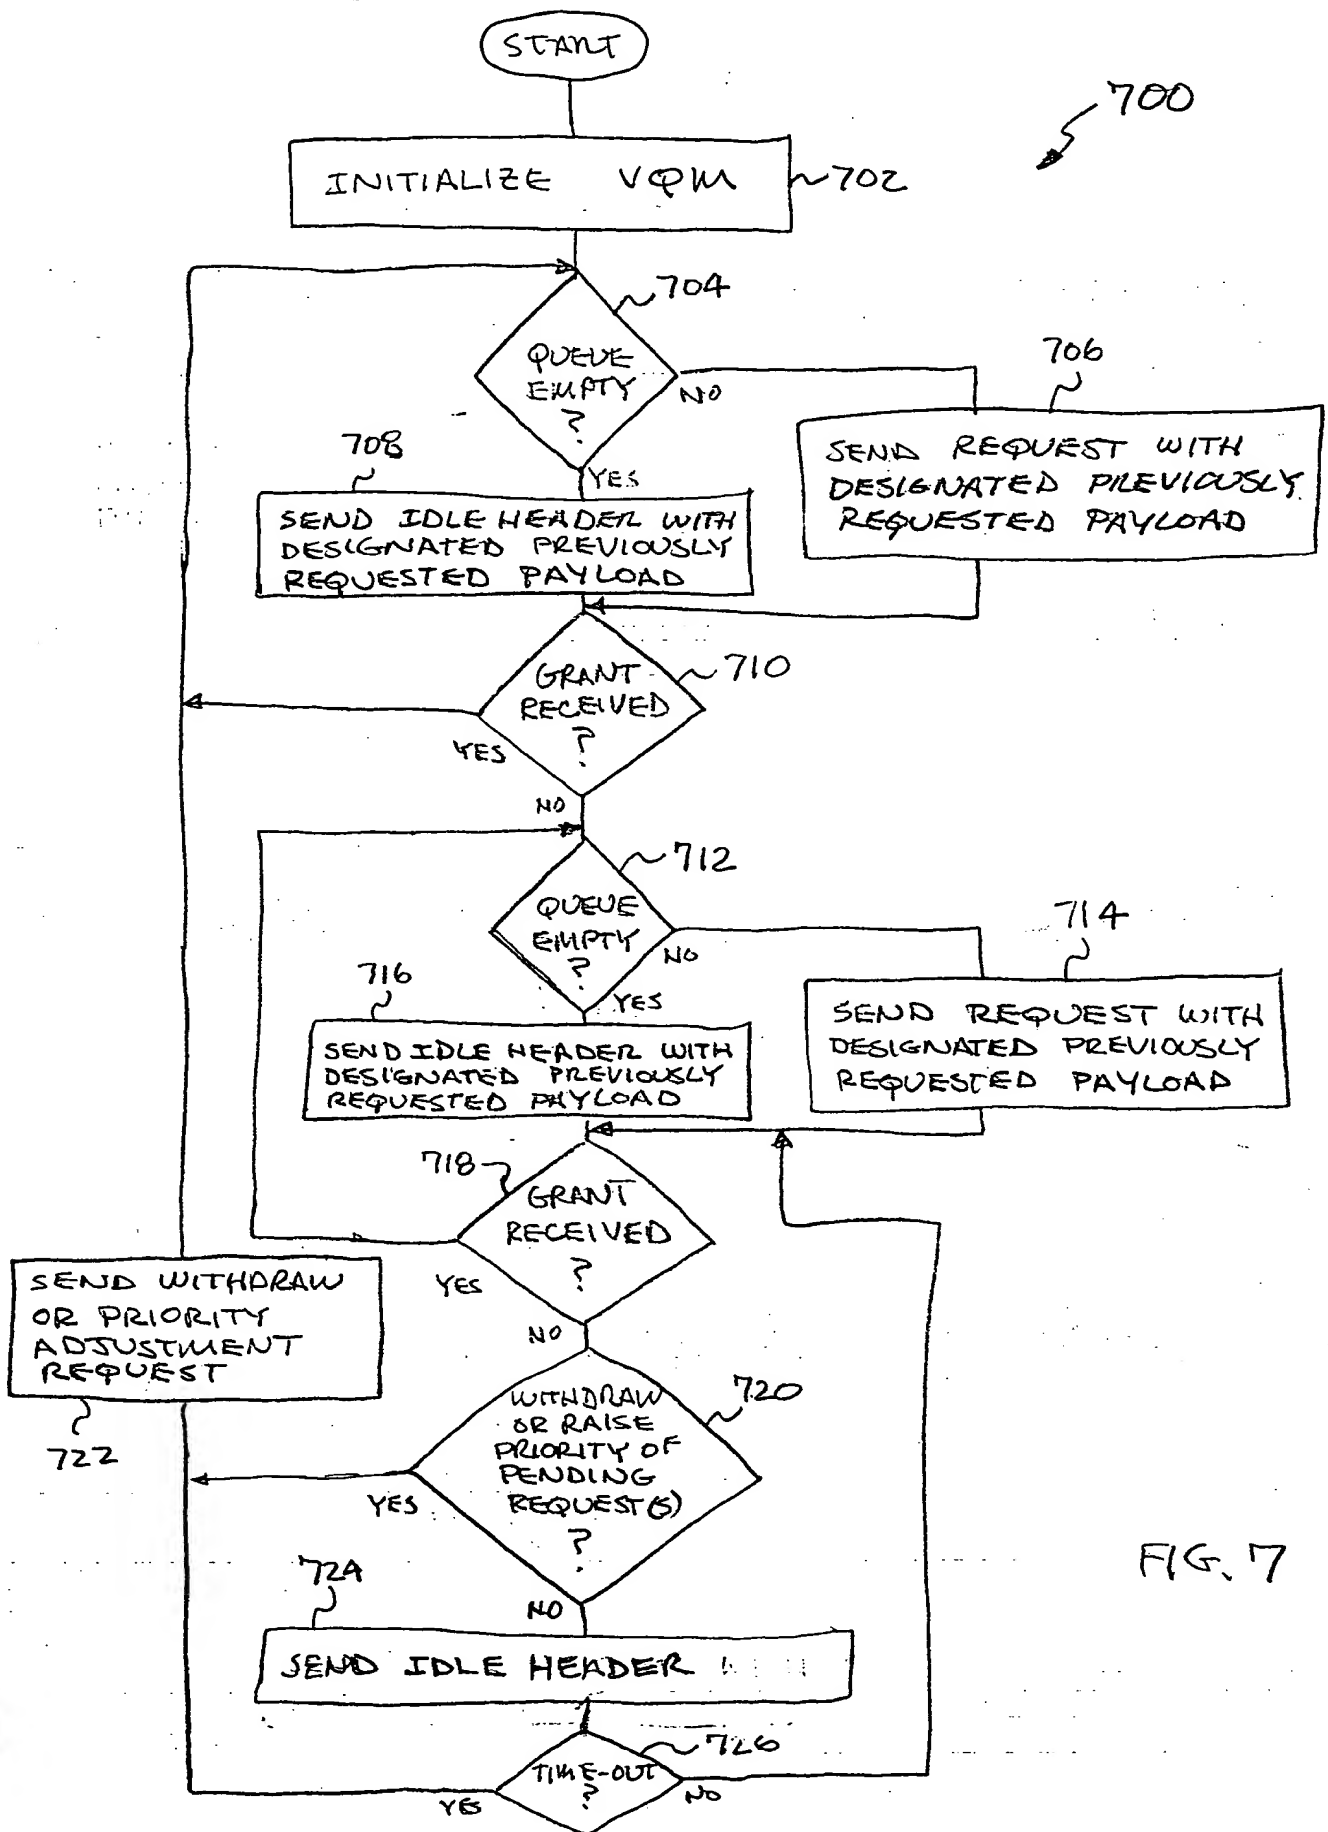 START
700
INITIALIZE VQM
702
704
QUEUE
EMPTY
?
NO
YES
706
SEND REQUEST WITH
DESIGNATED PREVIOUSLY
REQUESTED PAYLOAD
708
SEND IDLE HEADER WITH
DESIGNATED PREVIOUSLY
REQUESTED PAYLOAD
710
GRANT
RECEIVED
?
YES
NO
712
QUEUE
EMPTY
?
NO
YES
714
SEND REQUEST WITH
DESIGNATED PREVIOUSLY
REQUESTED PAYLOAD
716
SEND IDLE HEADER WITH
DESIGNATED PREVIOUSLY
REQUESTED PAYLOAD
718
GRANT
RECEIVED
?
YES
NO
SEND WITHDRAW
OR PRIORITY
ADJUSTMENT
REQUEST
722
720
WITHDRAW
OR RAISE
PRIORITY OF
PENDING
REQUEST(S)
?
YES
NO
FIG. 7
724
SEND IDLE HEADER
726
TIME-OUT
?
YES
NO